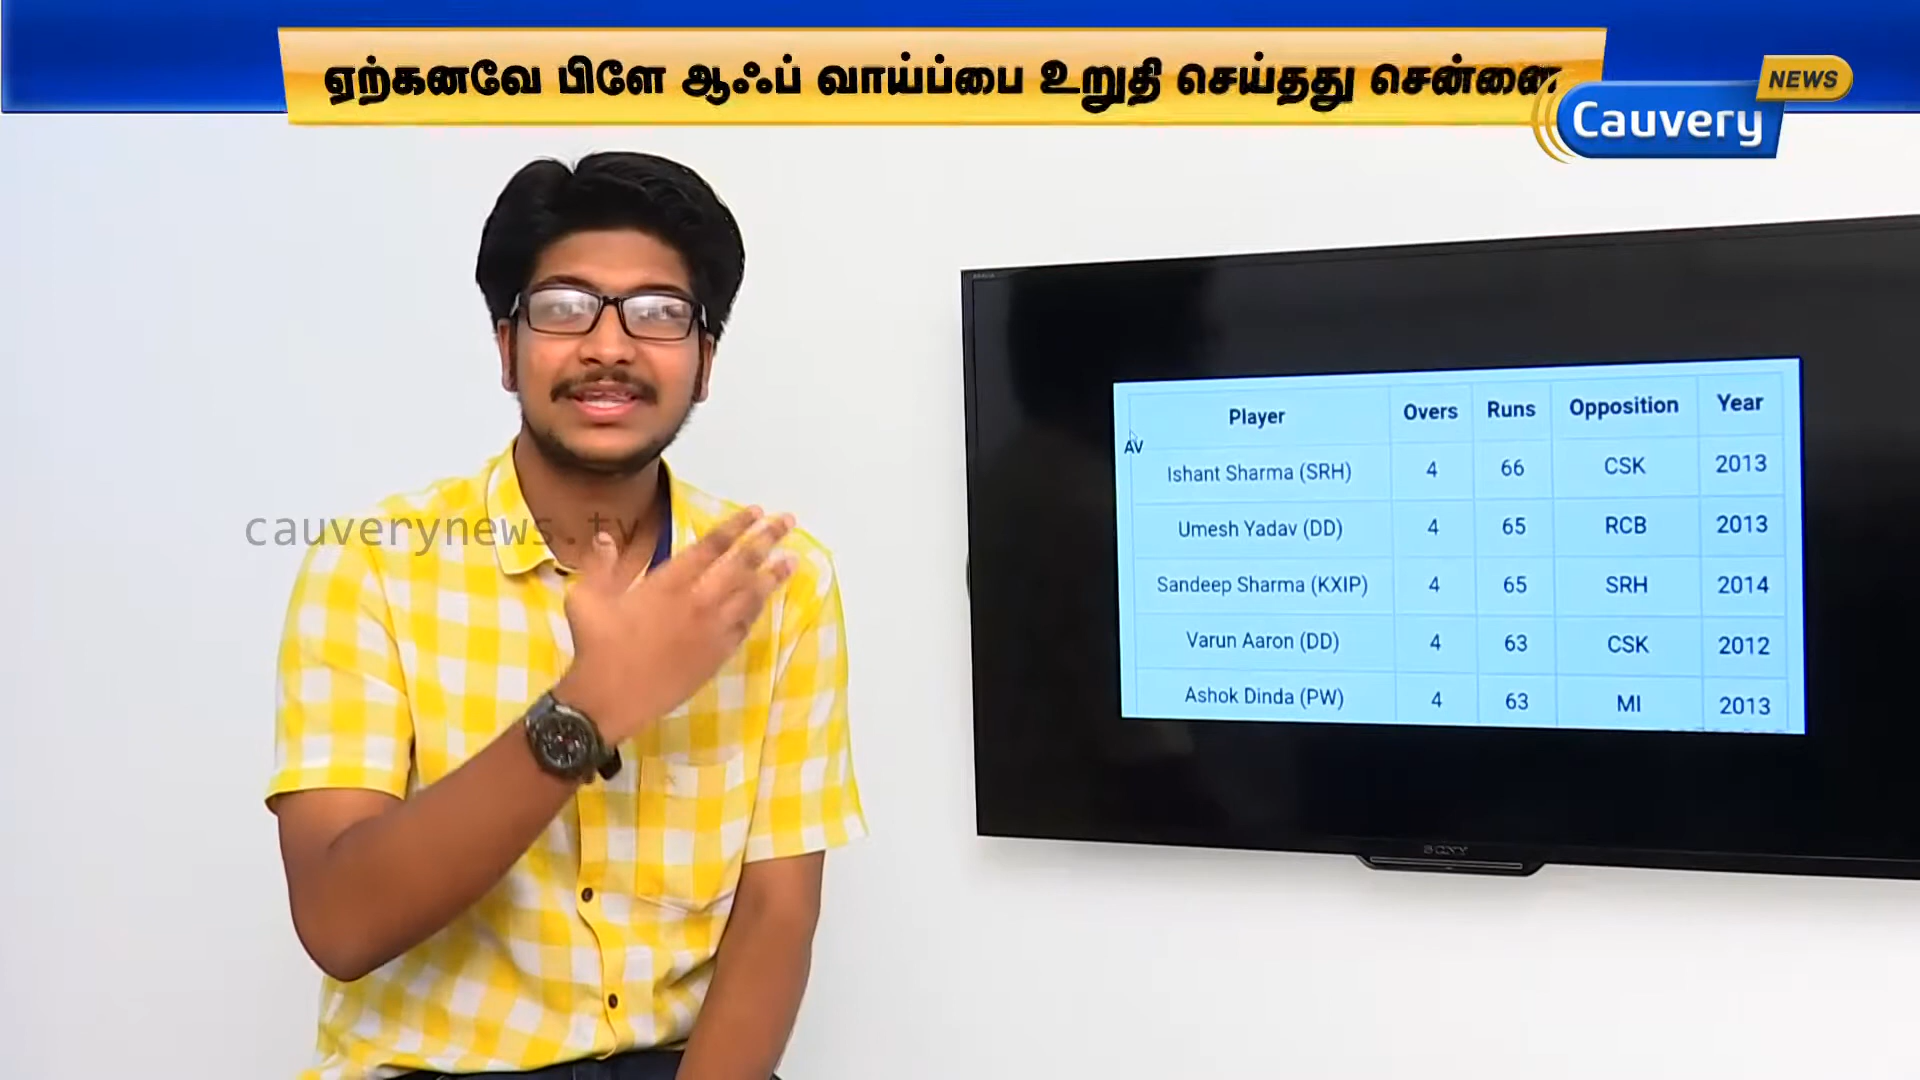 ஏற்கனவே பிளே ஆஃப் வாய்ப்பை உறுதி செய்தது சென்னை
NEWS
Cauvery
cauverynews.tv
Player Overs Runs Opposition Year
AV
Ishant Sharma (SRH) 4 66 CSK 2013
Umesh Yadav (DD) 4 65 RCB 2013
Sandeep Sharma (KXIP) 4 65 SRH 2014
Varun Aaron (DD) 4 63 CSK 2012
Ashok Dinda (PW) 4 63 MI 2013
SONY